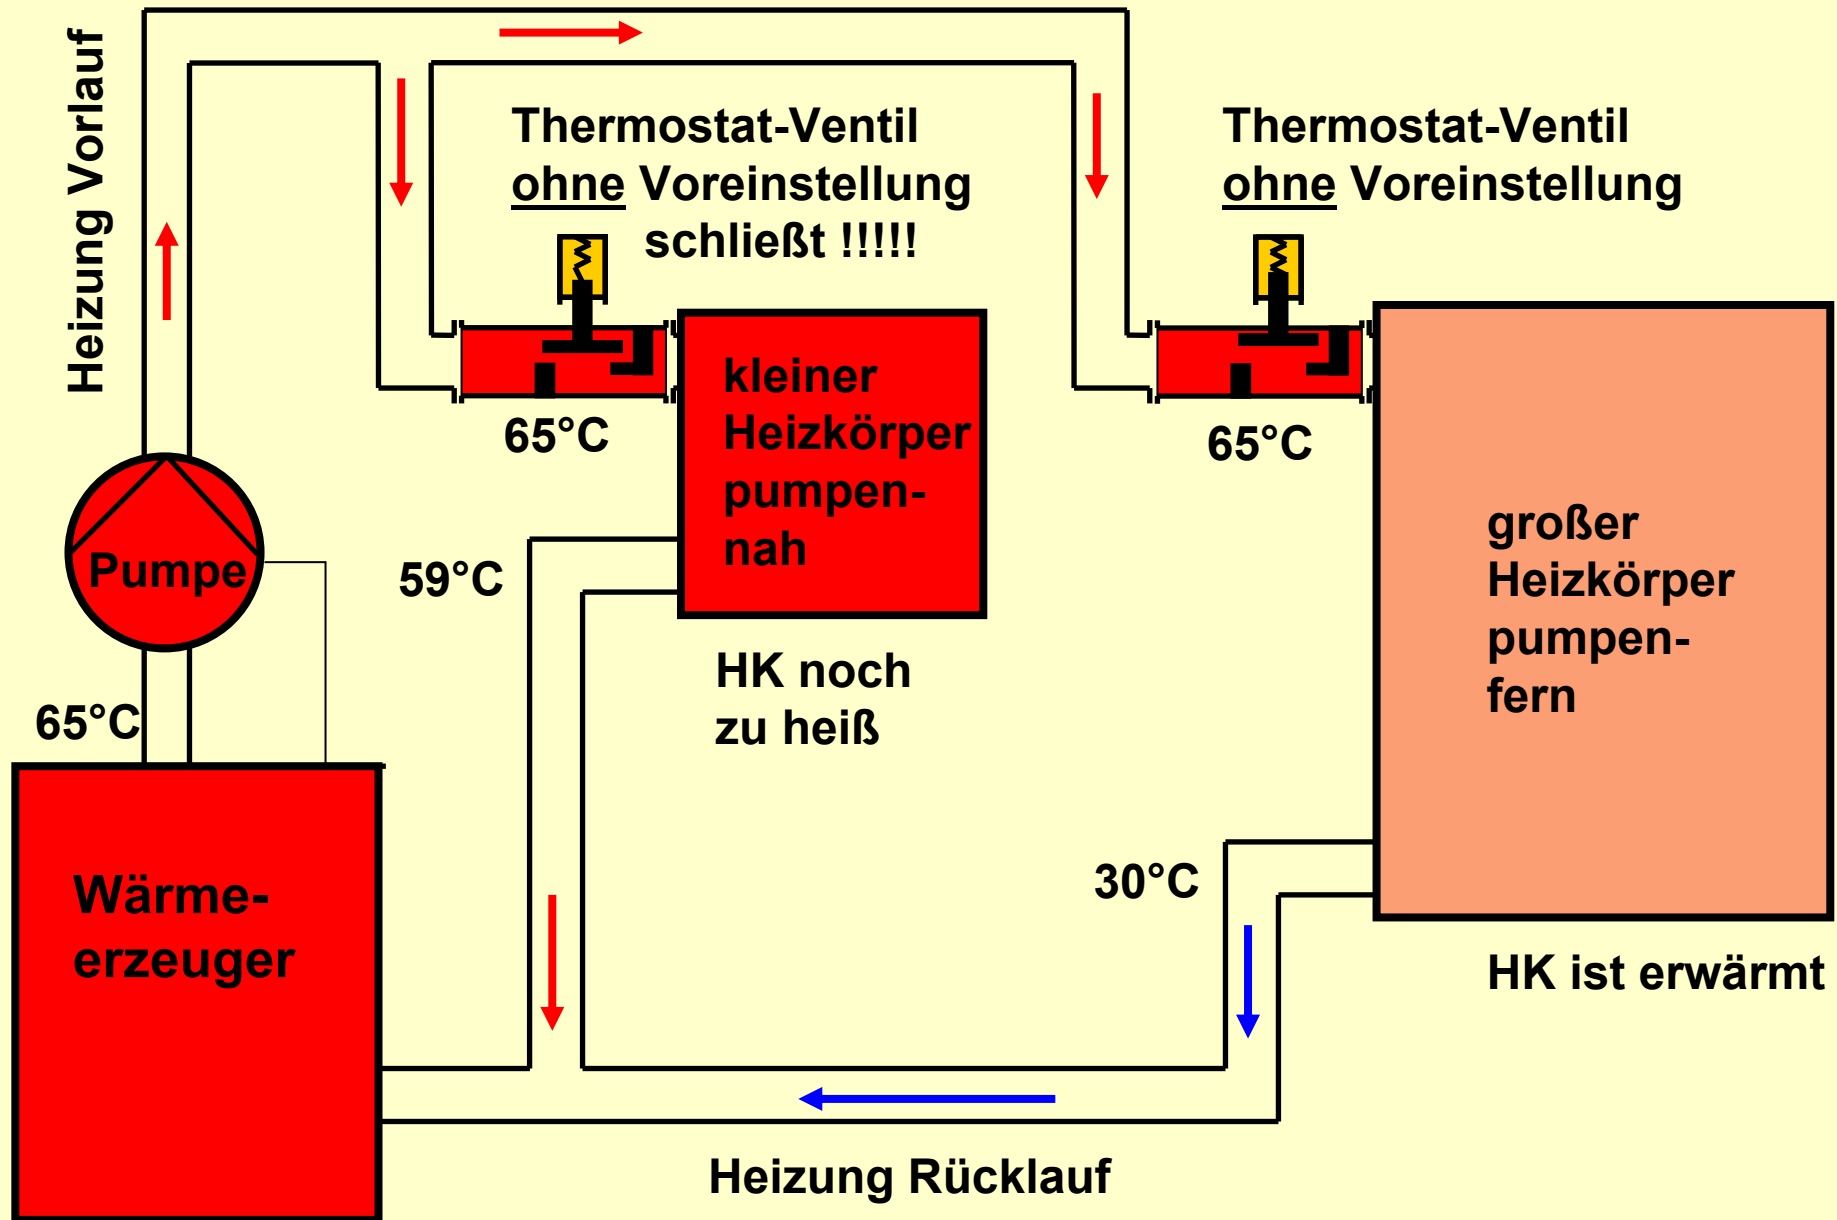 Heizung Vorlauf
Thermostat-Ventil
ohne Voreinstellung
schließt !!!!!
Thermostat-Ventil
ohne Voreinstellung
65°C
kleiner
Heizkörper
pumpen-
nah
65°C
großer
Heizkörper
pumpen-
fern
Pumpe
59°C
HK noch
zu heiß
65°C
Wärme-
erzeuger
30°C
HK ist erwärmt
Heizung Rücklauf